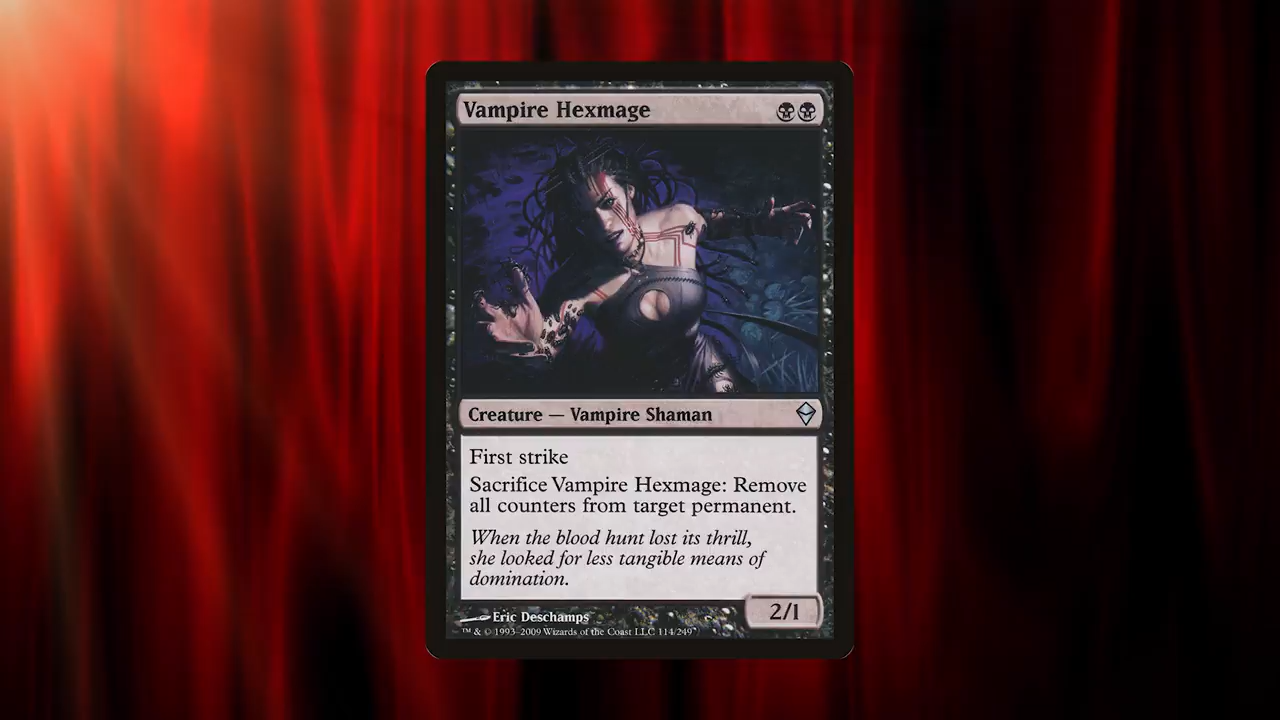 Vampire Hexmage
Creature — Vampire Shaman
First strike
Sacrifice Vampire Hexmage: Remove
all counters from target permanent.
When the blood hunt lost its thrill,
she looked for less tangible means of
domination.
2/1
Eric Deschamps
™ & © 1993–2009 Wizards of the Coast LLC 114/249